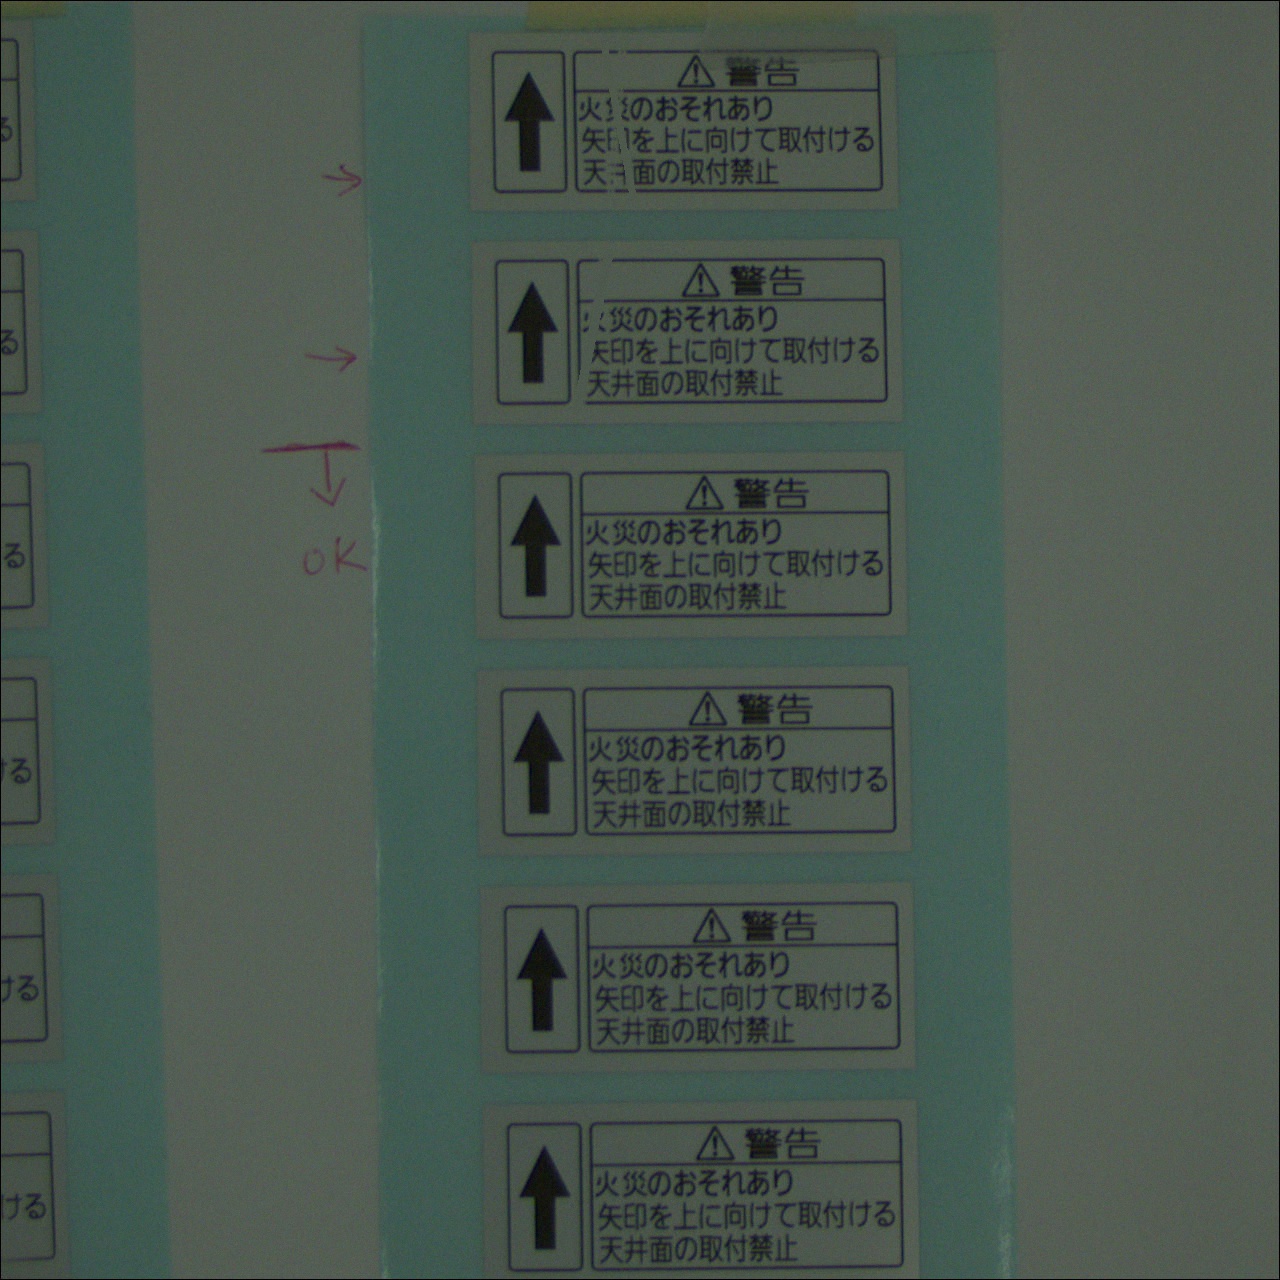 警告
火災のおそれあり
矢印を上に向けて取付ける
天井面の取付禁止
警告
火災のおそれあり
矢印を上に向けて取付ける
天井面の取付禁止
OK
警告
火災のおそれあり
矢印を上に向けて取付ける
天井面の取付禁止
警告
火災のおそれあり
矢印を上に向けて取付ける
天井面の取付禁止
警告
火災のおそれあり
矢印を上に向けて取付ける
天井面の取付禁止
警告
火災のおそれあり
矢印を上に向けて取付ける
天井面の取付禁止
る
る
る
る
ける
ける